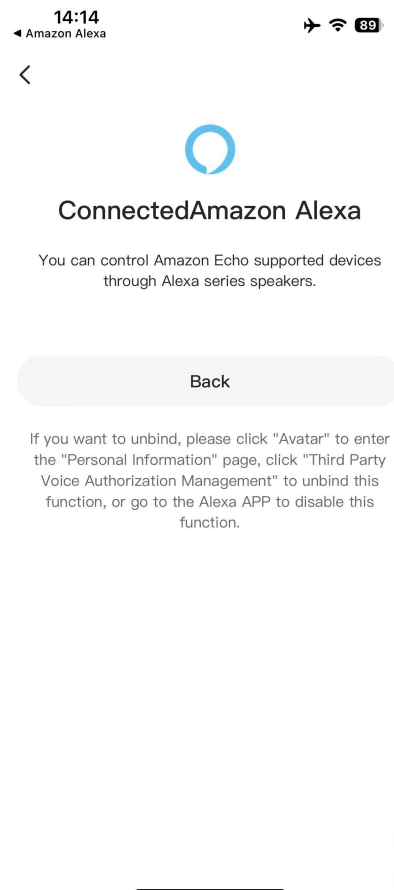 14:14
◀ Amazon Alexa
89
ConnectedAmazon Alexa
You can control Amazon Echo supported devices
through Alexa series speakers.
Back
If you want to unbind, please click "Avatar" to enter
the "Personal Information" page, click "Third Party
Voice Authorization Management" to unbind this
function, or go to the Alexa APP to disable this
function.